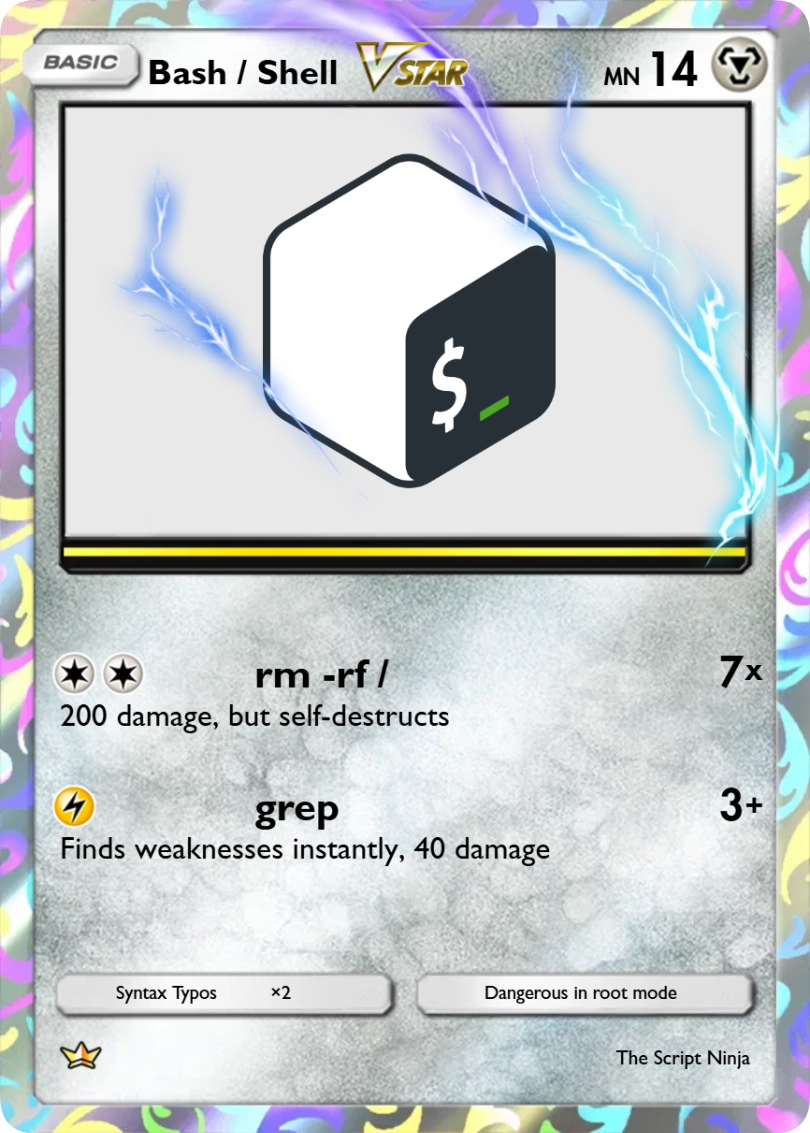 BASIC Bash / Shell VSTAR MN 14
$_
rm -rf / 7x
200 damage, but self-destructs
grep 3+
Finds weaknesses instantly, 40 damage
Syntax Typos ×2 Dangerous in root mode
The Script Ninja